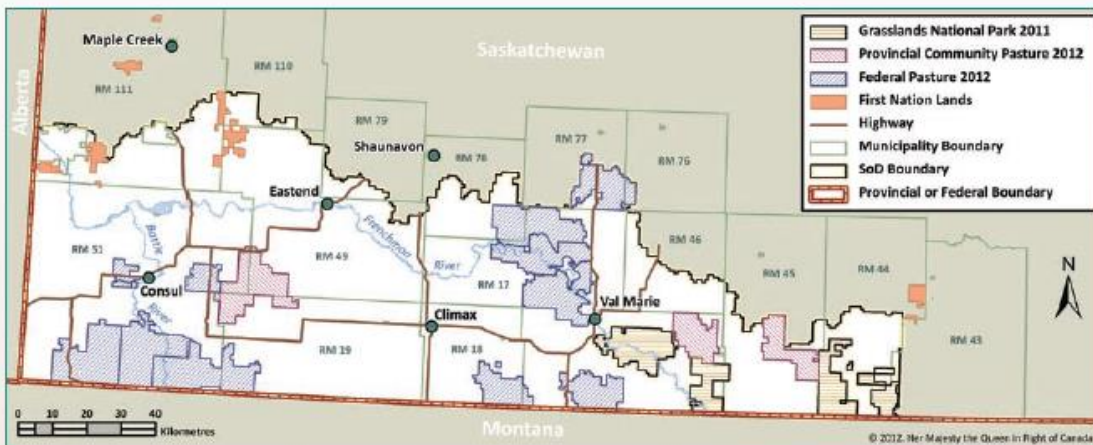 Maple Creek
Saskatchewan
Alberta
RM 111
RM 110
RM 79
Shaunavon
RM 78
RM 77
RM 76
Eastend
Frenchman
River
RM 51
Battle
River
RM 49
RM 17
RM 46
RM 45
RM 44
RM 43
Consul
Climax
Val Marie
RM 19
RM 18
Montana
Grasslands National Park 2011
Provincial Community Pasture 2012
Federal Pasture 2012
First Nation Lands
Highway
Municipality Boundary
SoD Boundary
Provincial or Federal Boundary
N
0 5 10 20 30 40
Kilometres
© 2012. Her Majesty the Queen in Right of Canada